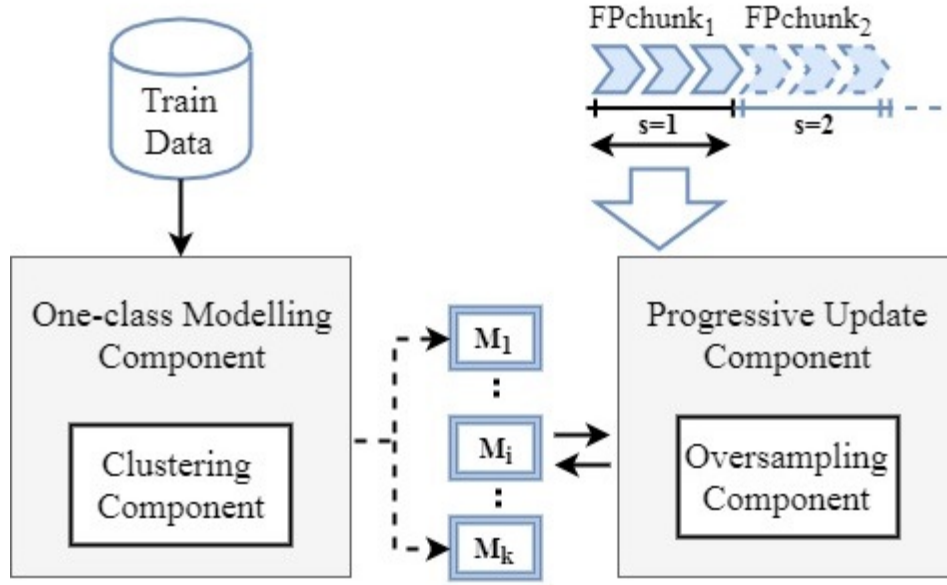 FPchunk₁ FPchunk₂
Train
Data
s=1 s=2
One-class Modelling
Component
Clustering
Component
M₁
⋮
Mᵢ
⋮
Mₖ
Progressive Update
Component
Oversampling
Component